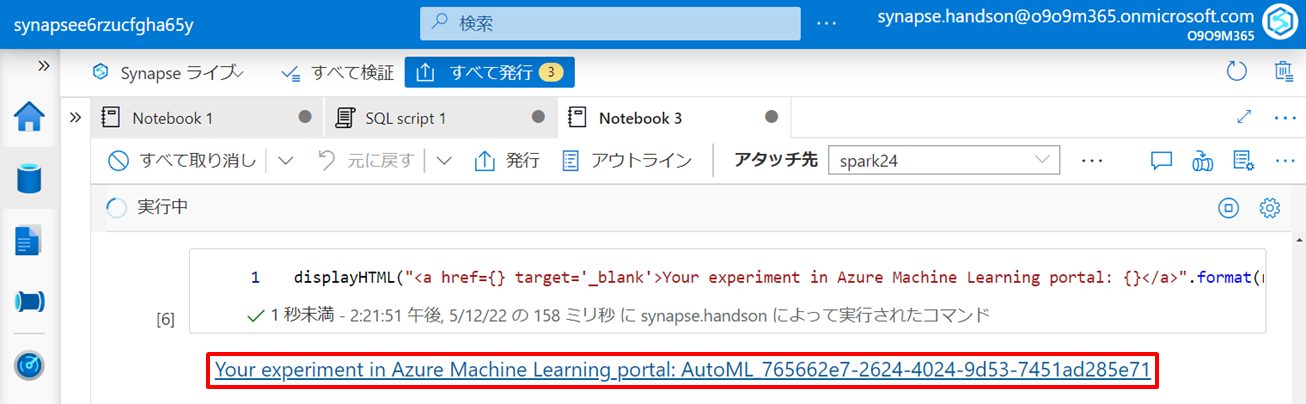 synapsee6rzucfgha65y
検索
synapse.handson@o9o9m365.onmicrosoft.com
O9O9M365
Synapse ライブ
すべて検証
すべて発行 3
Notebook 1
SQL script 1
Notebook 3
すべて取り消し
元に戻す
発行
アウトライン
アタッチ先
spark24
実行中
1 displayHTML("<a href={} target='_blank'>Your experiment in Azure Machine Learning portal: {}</a>".format(
[6]
1 秒未満 - 2:21:51 午後, 5/12/22 の 158 ミリ秒 に synapse.handson によって実行されたコマンド
Your experiment in Azure Machine Learning portal: AutoML_765662e7-2624-4024-9d53-7451ad285e71